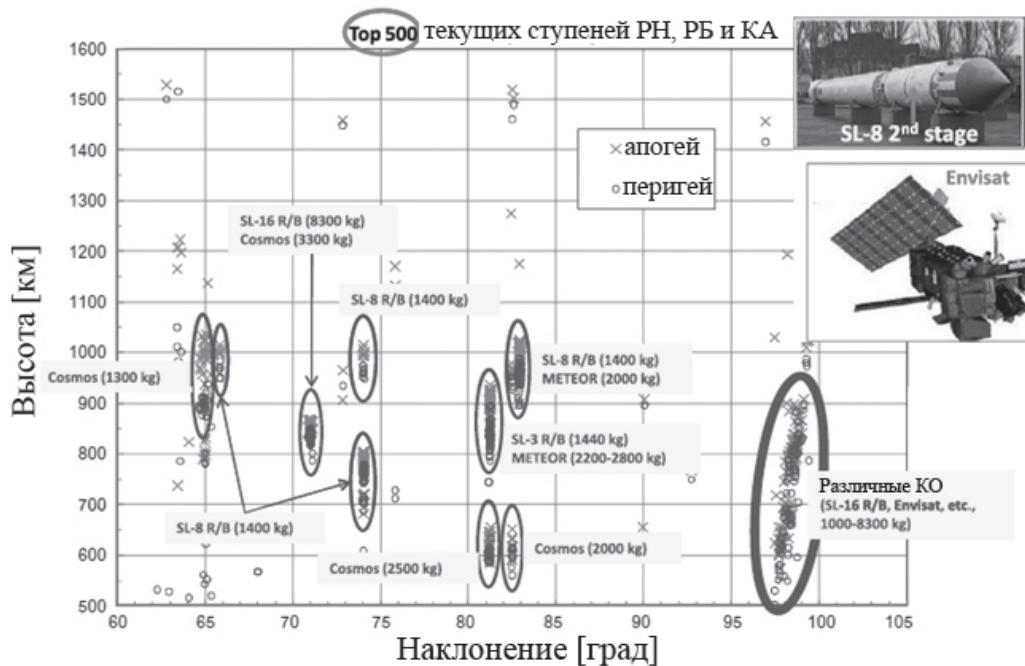 Top 500 текущих ступеней РН, РБ и КА
1600
1500
1400
1300
1200
1100
1000
900
800
700
600
500
Высота [км]
60
65
70
75
80
85
90
95
100
105
Наклонение [град]
× апогей
○ перигей
SL-8 2nd stage
Envisat
SL-16 R/B (8300 kg)
Cosmos (3300 kg)
SL-8 R/B (1400 kg)
Cosmos (1300 kg)
SL-8 R/B (1400 kg)
METEOR (2000 kg)
SL-3 R/B (1440 kg)
METEOR (2200-2800 kg)
SL-8 R/B (1400 kg)
Cosmos (2500 kg)
Cosmos (2000 kg)
Различные КО
(SL-16 R/B, Envisat, etc.,
1000-8300 kg)